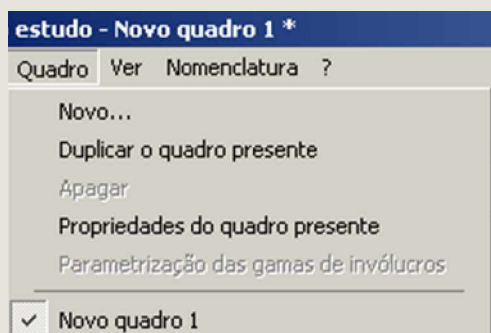 estudo - Novo quadro 1 *
Quadro Ver Nomenclatura ?
Novo...
Duplicar o quadro presente
Apagar
Propriedades do quadro presente
Parametrização das gamas de invólucros
Novo quadro 1